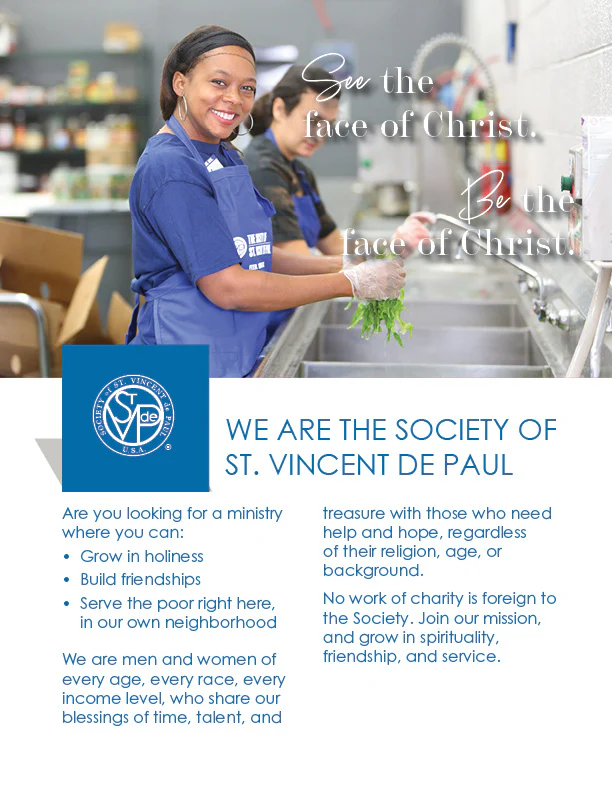 See the
face of Christ.
Be the
face of Christ.
SOCIETY of ST. VINCENT de PAUL
ST
V de P
U.S.A.
®
WE ARE THE SOCIETY OF
ST. VINCENT DE PAUL
Are you looking for a ministry
where you can:
• Grow in holiness
• Build friendships
• Serve the poor right here,
in our own neighborhood
We are men and women of
every age, every race, every
income level, who share our
blessings of time, talent, and
treasure with those who need
help and hope, regardless
of their religion, age, or
background.
No work of charity is foreign to
the Society. Join our mission,
and grow in spirituality,
friendship, and service.